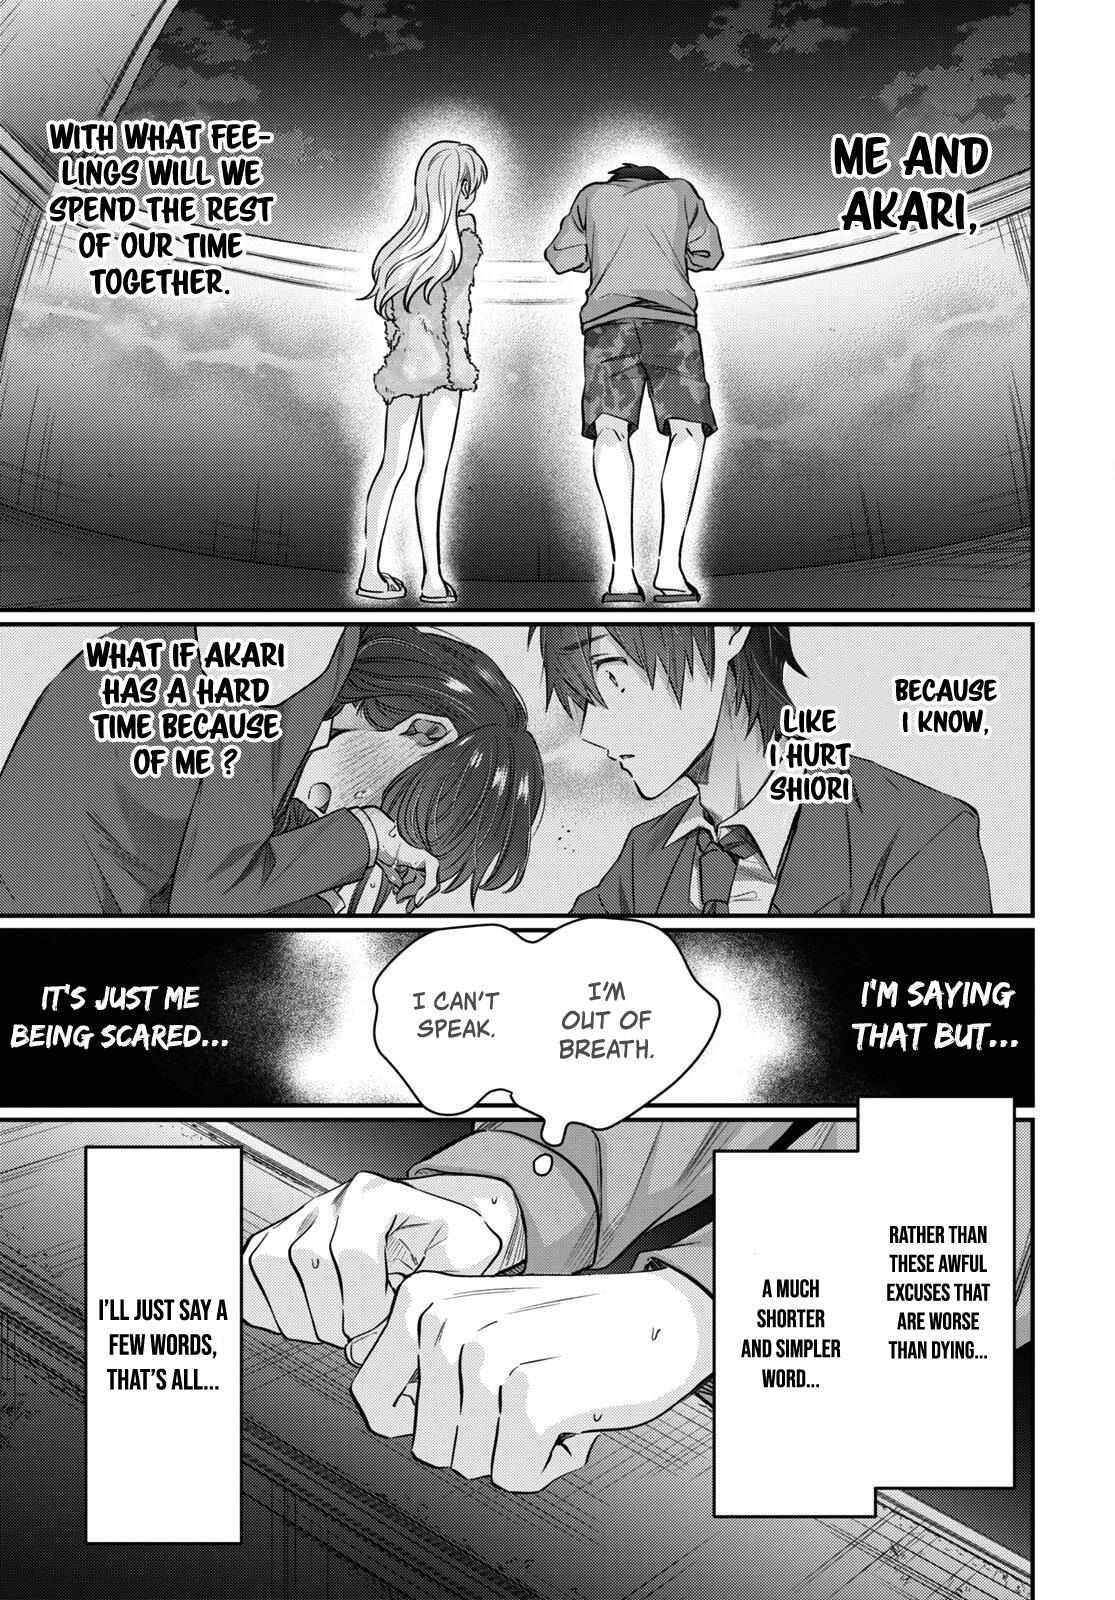 ME AND
AKARI,
WITH WHAT FEE-
LINGS WILL WE
SPEND THE REST
OF OUR TIME
TOGETHER.
BECAUSE
I KNOW,
LIKE
I HURT
SHIORI
WHAT IF AKARI
HAS A HARD
TIME BECAUSE
OF ME ?
I'M SAYING
THAT BUT...
I'M
OUT OF
BREATH.
I CAN'T
SPEAK.
IT'S JUST ME
BEING SCARED...
RATHER THAN
THESE AWFUL
EXCUSES THAT
ARE WORSE
THAN DYING...
A MUCH
SHORTER
AND SIMPLER
WORD...
I'LL JUST SAY A
FEW WORDS,
THAT'S ALL...